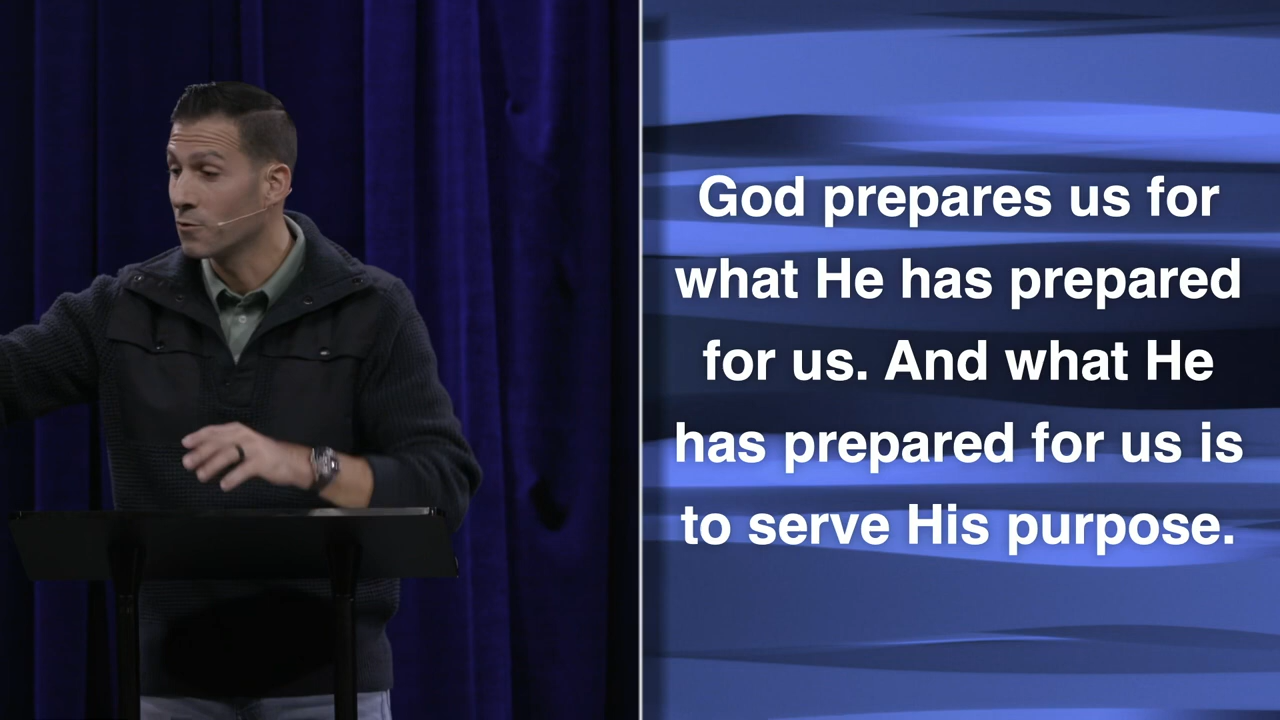 God prepares us for
what He has prepared
for us. And what He
has prepared for us is
to serve His purpose.